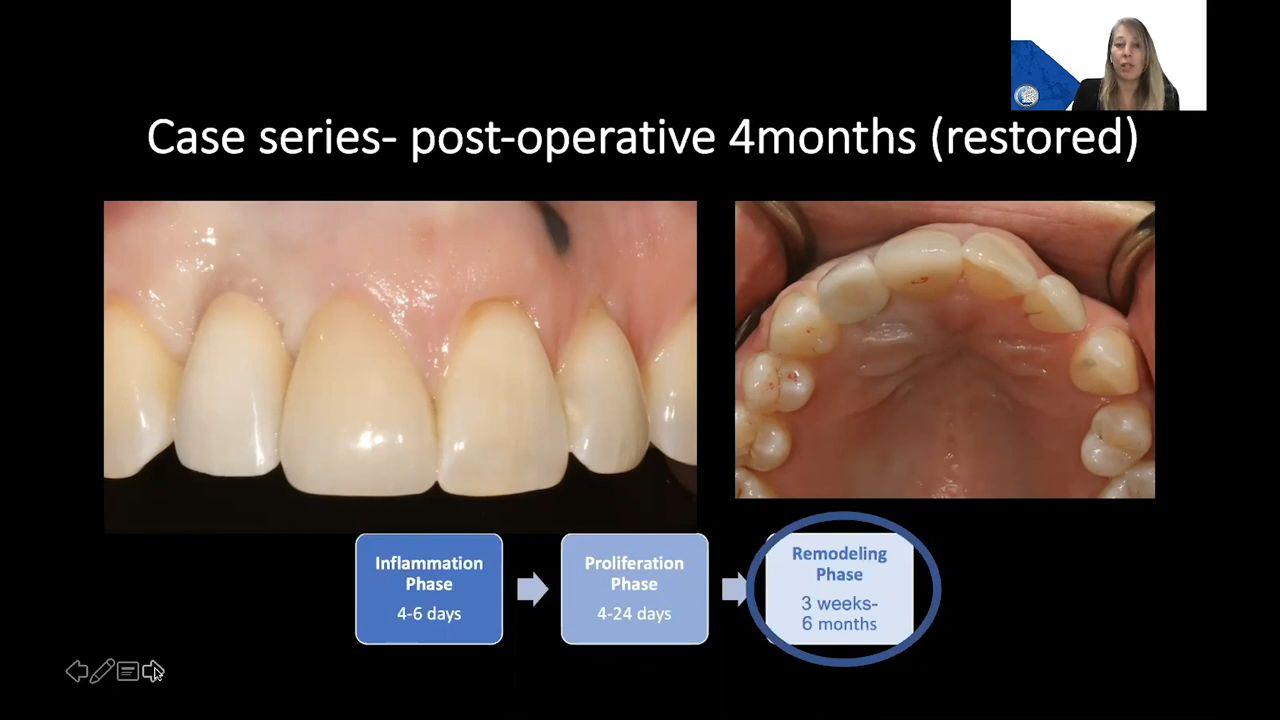 Case series- post-operative 4months (restored)
Inflammation
Phase
4-6 days
Proliferation
Phase
4-24 days
Remodeling
Phase
3 weeks-
6 months